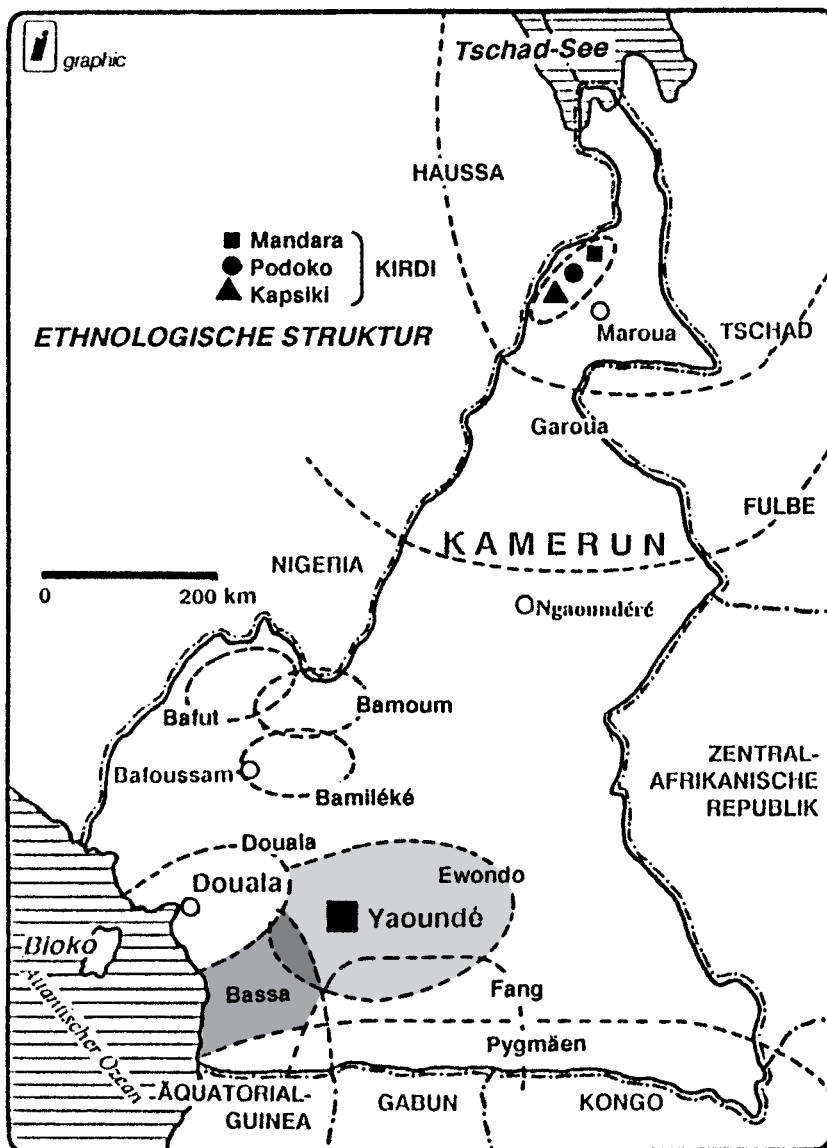 graphic
Tschad-See
HAUSSA
Mandara
Podoko
Kapsiki
KIRDI
ETHNOLOGISCHE STRUKTUR
Maroua
TSCHAD
Garoua
FULBE
KAMERUN
NIGERIA
0 200 km
Ngaoundéré
Bafut
Bamoum
Bafoussam
Bamiléké
ZENTRAL-
AFRIKANISCHE
REPUBLIK
Douala
Douala
Ewondo
Yaoundé
Bioko
Bassa
Fang
Atlantischer Ozean
Pygmäen
ÄQUATORIAL-
GUINEA
GABUN
KONGO